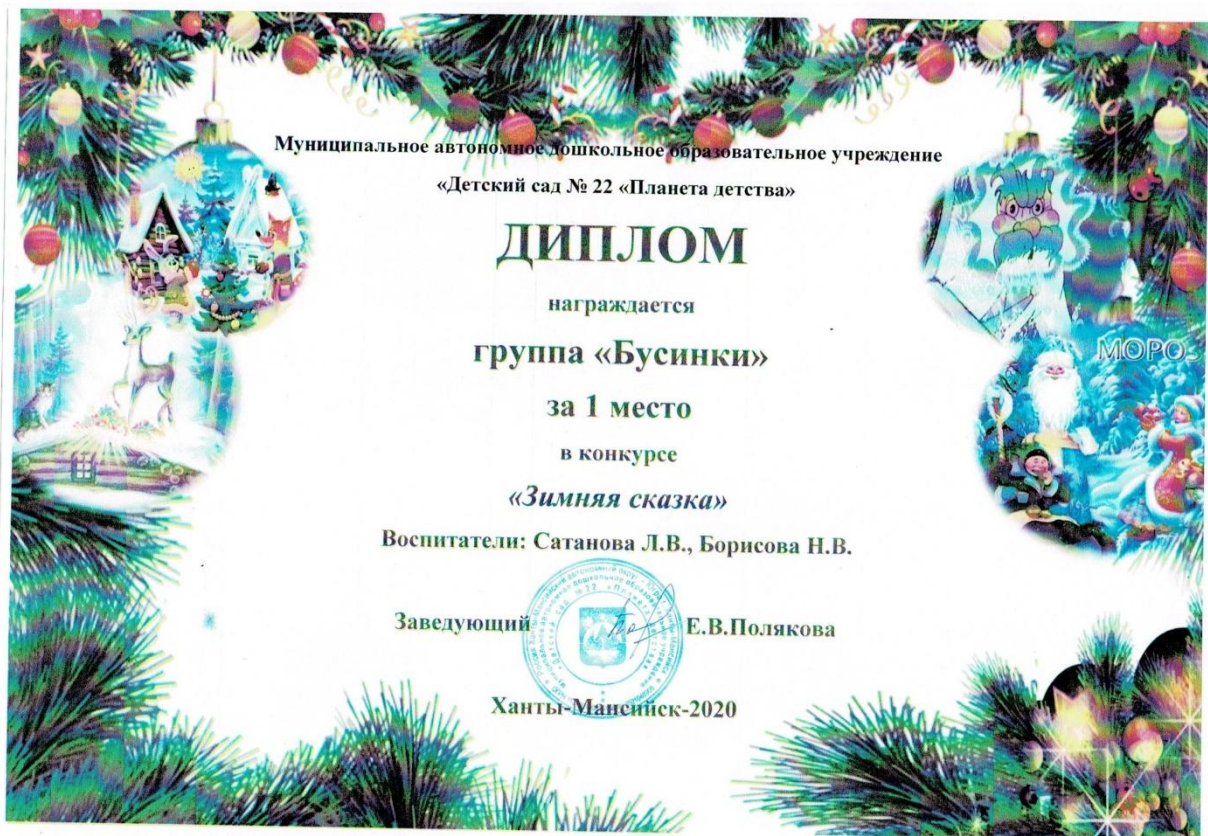 Муниципальное автономное дошкольное образовательное учреждение
«Детский сад № 22 «Планета детства»
ДИПЛОМ
награждается
группа «Бусинки»
за 1 место
в конкурсе
«Зимняя сказка»
Воспитатели: Сатанова Л.В., Борисова Н.В.
Заведующий Е.В.Полякова
Ханты-Мансийск-2020
МОРОЗ